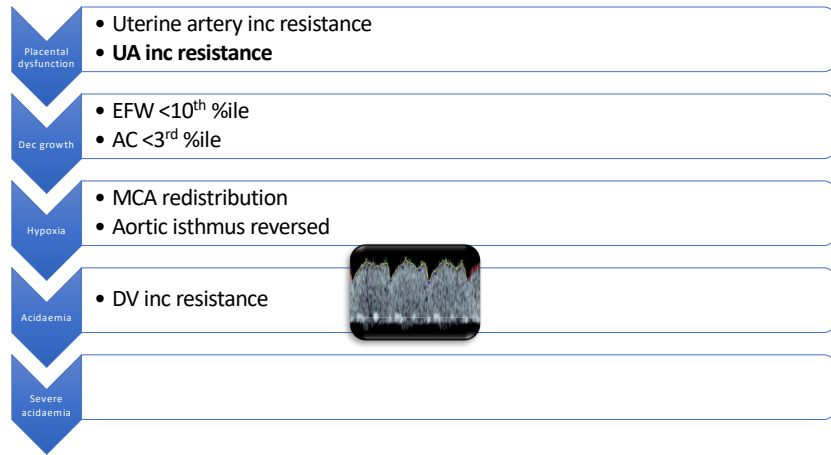 Placental
dysfunction
• Uterine artery inc resistance
• UA inc resistance
Dec growth
• EFW <10th %ile
• AC <3rd %ile
Hypoxia
• MCA redistribution
• Aortic isthmus reversed
Acidaemia
• DV inc resistance
Severe
acidaemia